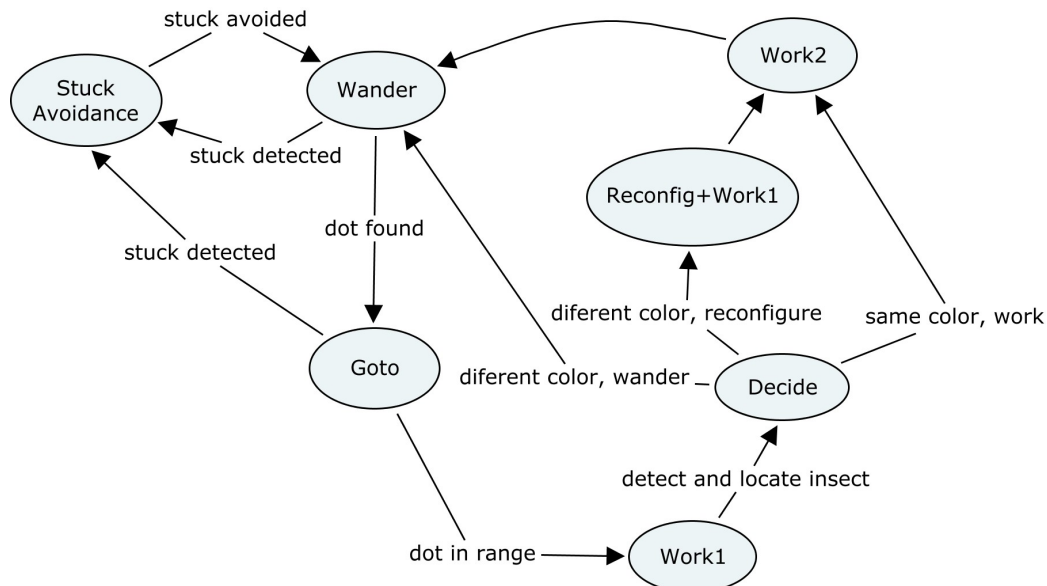 stuck avoided
Stuck
Avoidance
Wander
Work2
stuck detected
Reconfig+Work1
dot found
stuck detected
diferent color, reconfigure
same color, work
Goto
diferent color, wander
Decide
detect and locate insect
dot in range
Work1